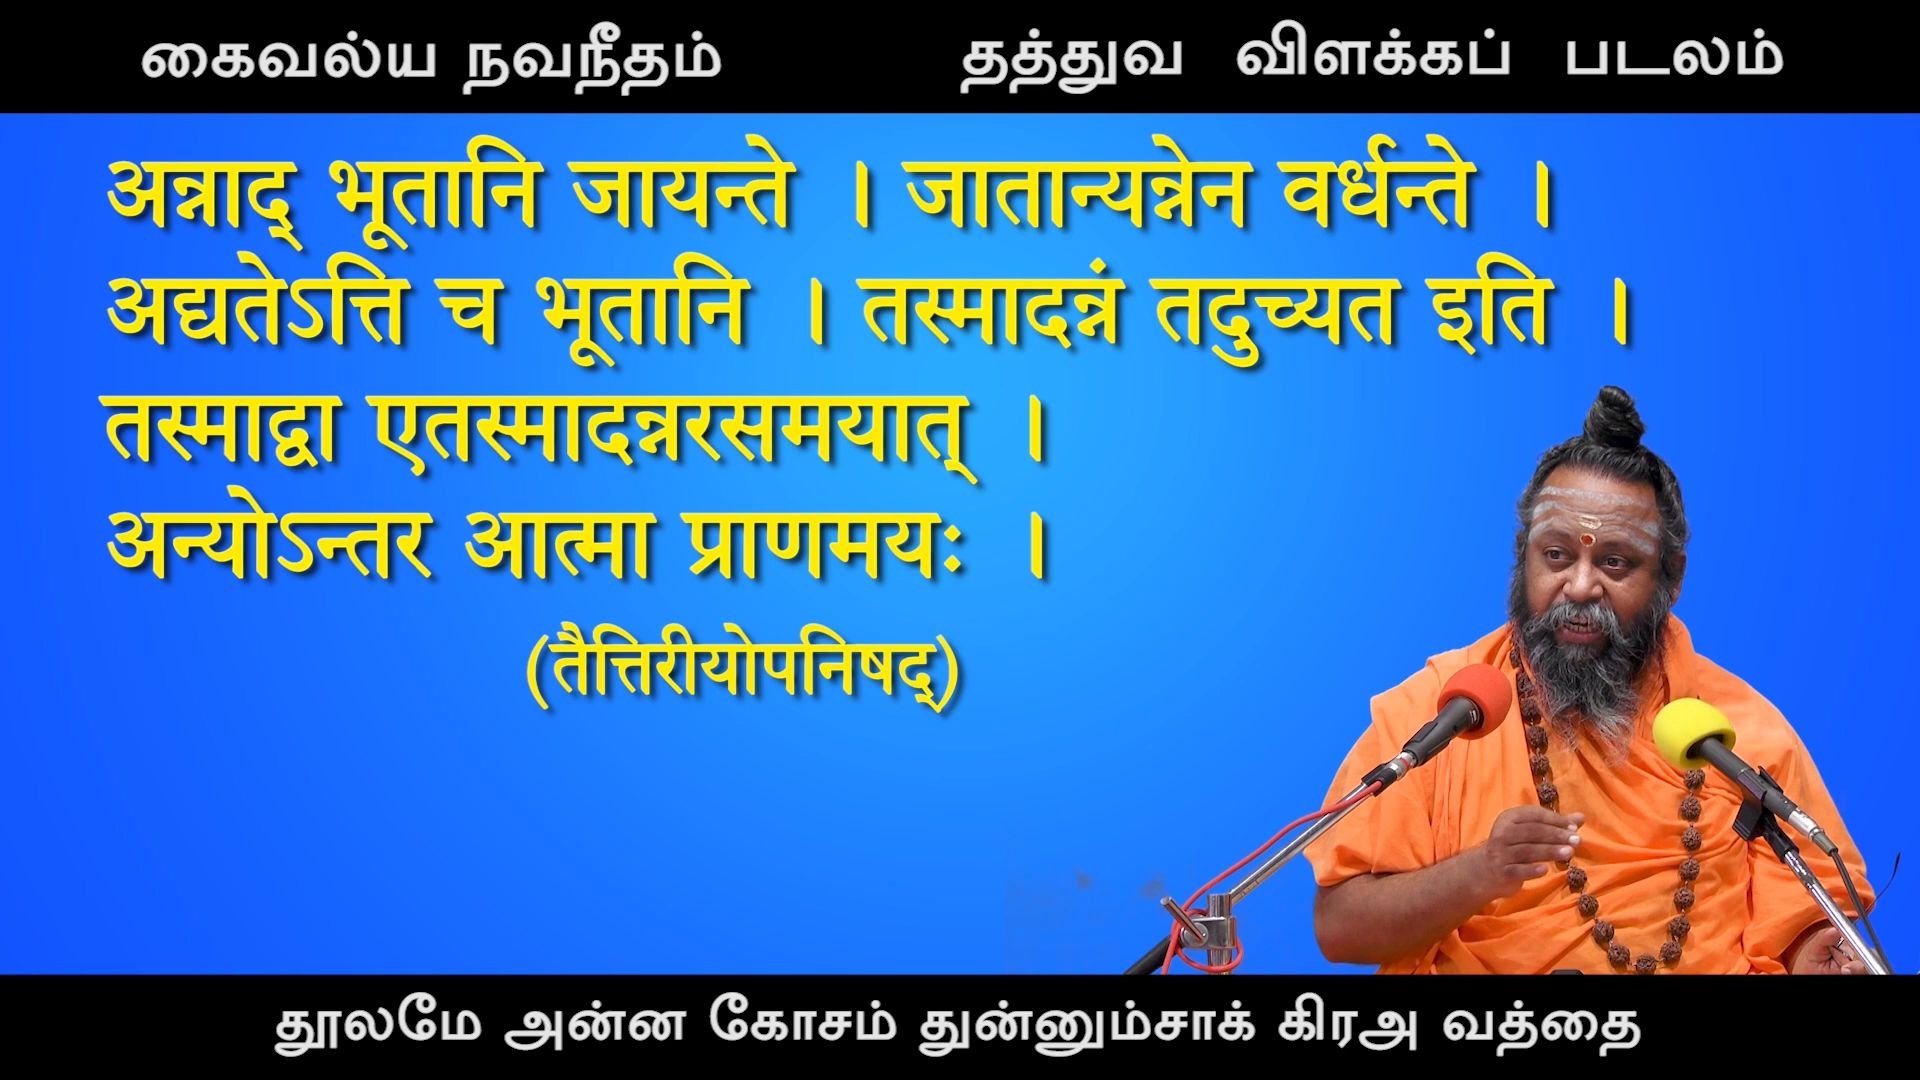 கைவல்ய நவநீதம் தத்துவ விளக்கப் படலம்
अन्नाद् भूतानि जायन्ते । जातान्यन्नेन वर्धन्ते ।
अद्यतेऽत्ति च भूतानि । तस्मादन्नं तदुच्यत इति ।
तस्माद्वा एतस्मादन्नरसमयात् ।
अन्योऽन्तर आत्मा प्राणमयः ।
(तैत्तिरीयोपनिषद्)
தூலமே அன்ன கோசம் துன்னும்சாக் கிரஅ வத்தை